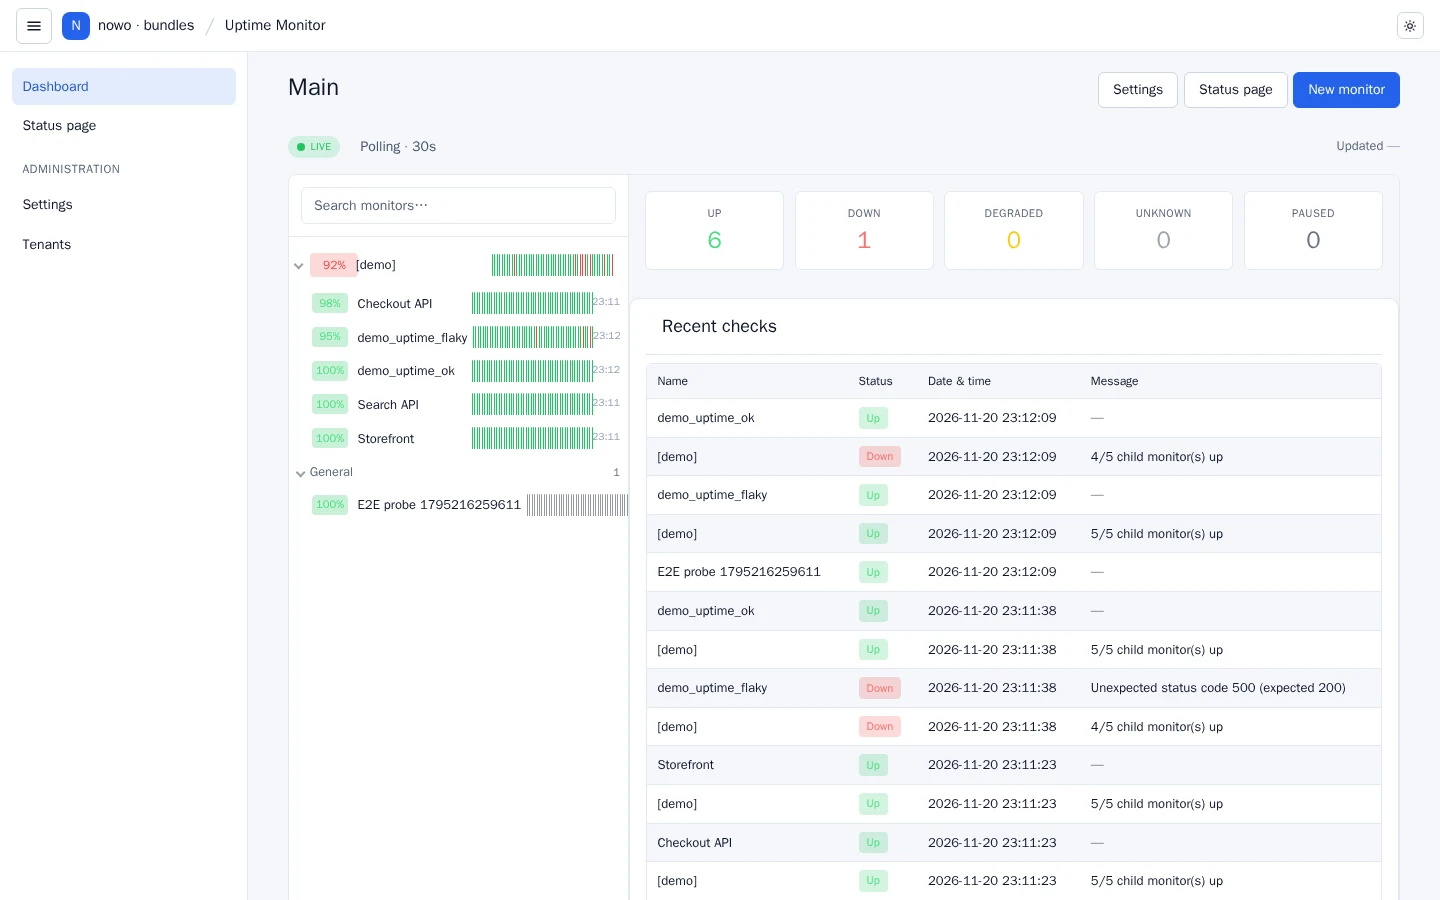 N nowo · bundles / Uptime Monitor
Dashboard
Status page
ADMINISTRATION
Settings
Tenants
Main
Settings
Status page
New monitor
LIVE
Polling · 30s
Updated —
Search monitors…
92% [demo]
98% Checkout API 23:11
95% demo_uptime_flaky 23:12
100% demo_uptime_ok 23:12
100% Search API 23:11
100% Storefront 23:11
General 1
100% E2E probe 1795216259611
UP
6
DOWN
1
DEGRADED
0
UNKNOWN
0
PAUSED
0
Recent checks
Name Status Date & time Message
demo_uptime_ok Up 2026-11-20 23:12:09 —
[demo] Down 2026-11-20 23:12:09 4/5 child monitor(s) up
demo_uptime_flaky Up 2026-11-20 23:12:09 —
[demo] Up 2026-11-20 23:12:09 5/5 child monitor(s) up
E2E probe 1795216259611 Up 2026-11-20 23:12:09 —
demo_uptime_ok Up 2026-11-20 23:11:38 —
[demo] Up 2026-11-20 23:11:38 5/5 child monitor(s) up
demo_uptime_flaky Down 2026-11-20 23:11:38 Unexpected status code 500 (expected 200)
[demo] Down 2026-11-20 23:11:38 4/5 child monitor(s) up
Storefront Up 2026-11-20 23:11:23 —
[demo] Up 2026-11-20 23:11:23 5/5 child monitor(s) up
Checkout API Up 2026-11-20 23:11:23 —
[demo] Up 2026-11-20 23:11:23 5/5 child monitor(s) up